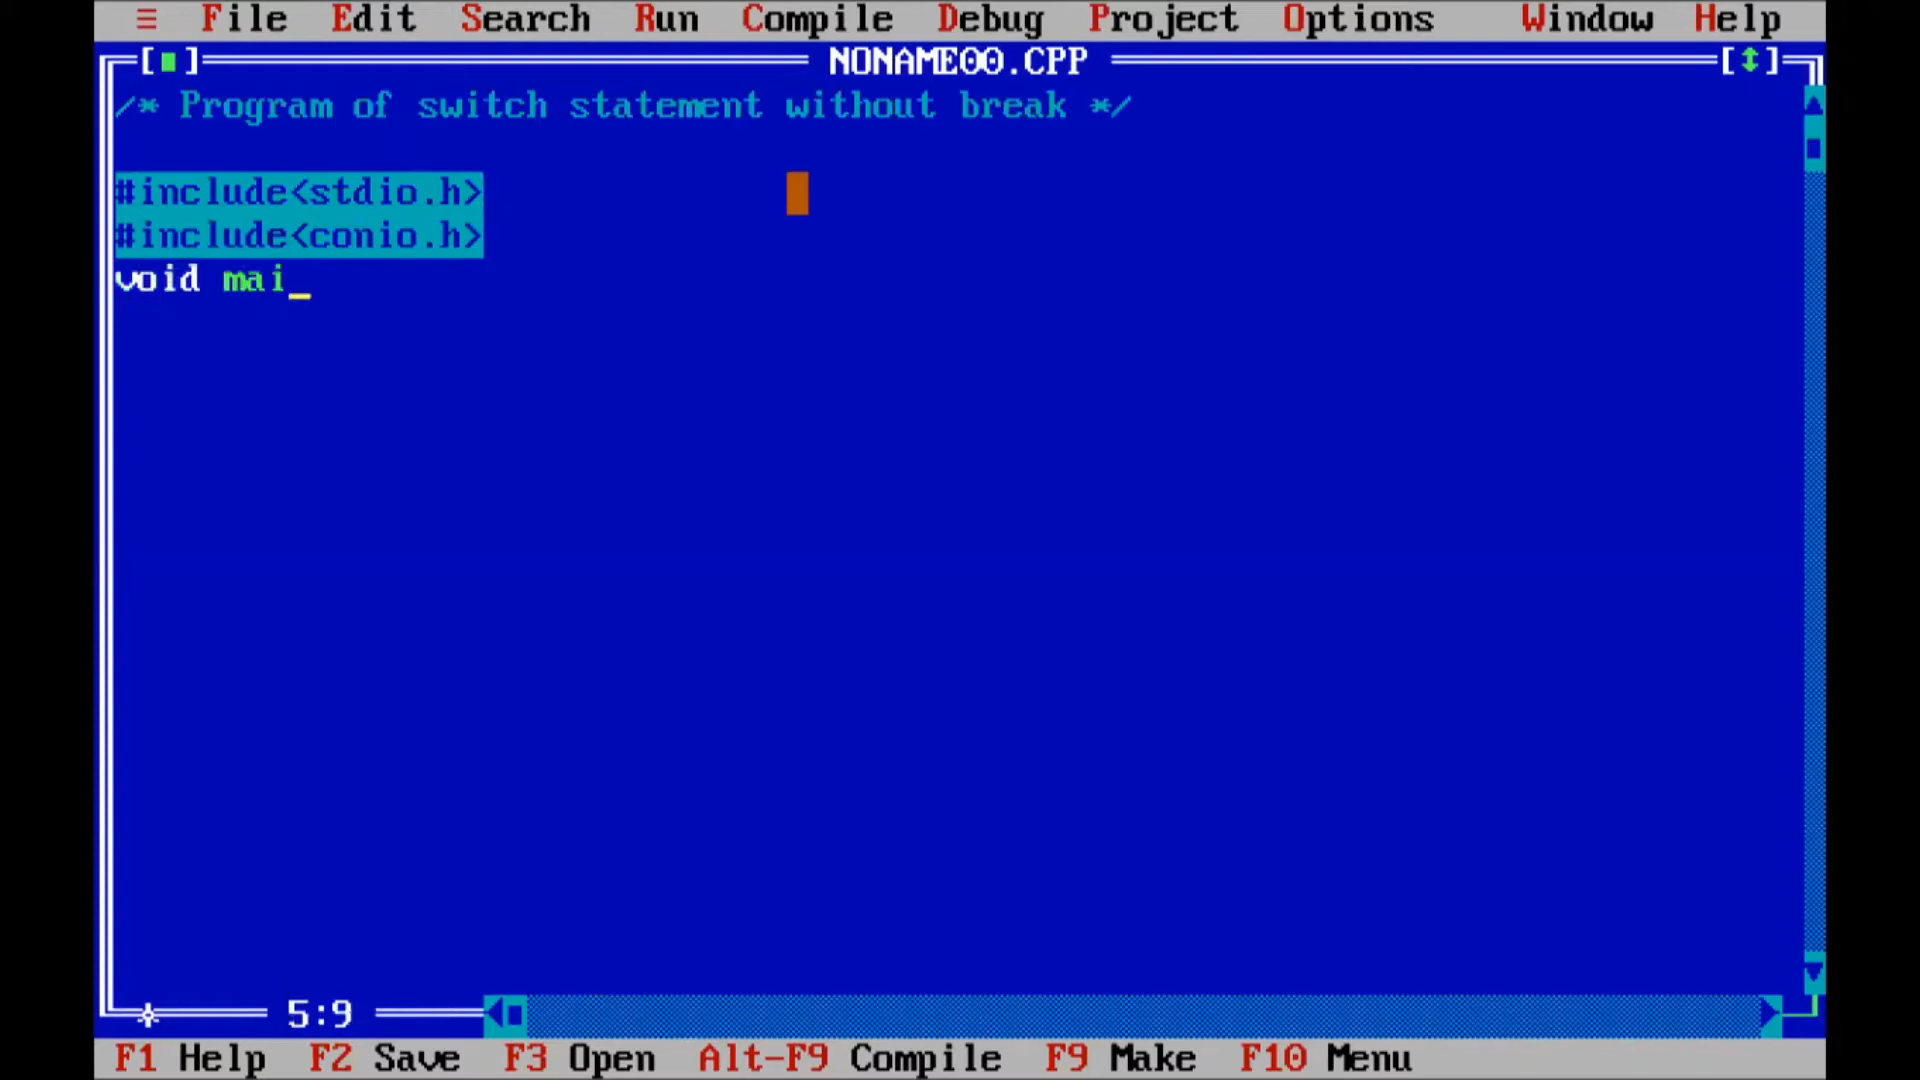 ≡ File Edit Search Run Compile Debug Project Options Window Help
[■] NONAME00.CPP [↕]
/* Program of switch statement without break */
#include<stdio.h>
#include<conio.h>
void mai_
5:9
F1 Help F2 Save F3 Open Alt-F9 Compile F9 Make F10 Menu